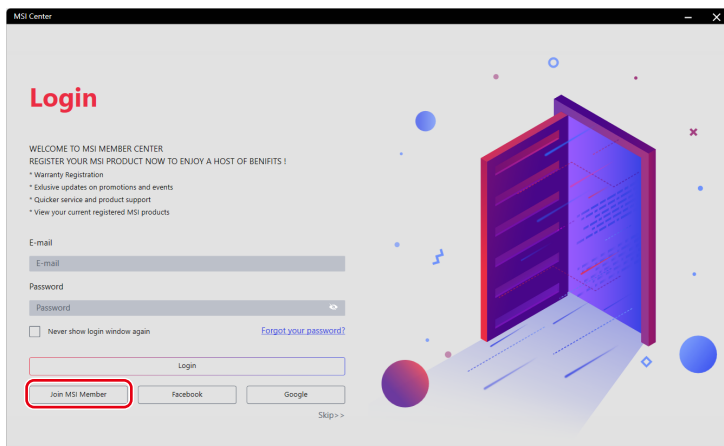 MSI Center
Login
WELCOME TO MSI MEMBER CENTER
REGISTER YOUR MSI PRODUCT NOW TO ENJOY A HOST OF BENIFITS !
* Warranty Registration
* Exlusive updates on promotions and events
* Quicker service and product support
* View your current registered MSI products
E-mail
E-mail
Password
Password
Never show login window again
Forgot your password?
Login
Join MSI Member
Facebook
Google
Skip>>